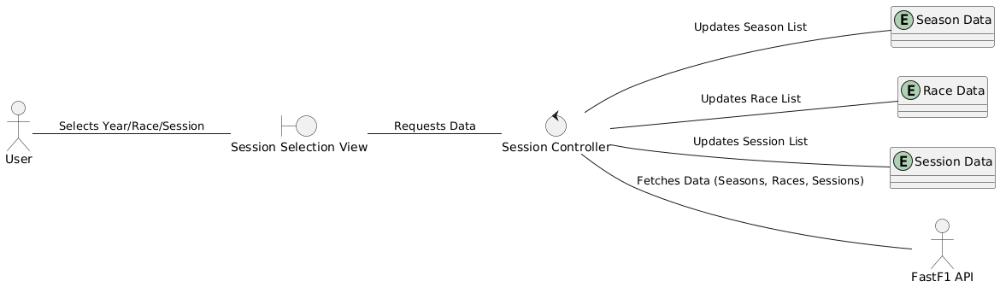 Updates Season List
E Season Data
Updates Race List
E Race Data
Selects Year/Race/Session
User
Session Selection View
Requests Data
Session Controller
Updates Session List
E Session Data
Fetches Data (Seasons, Races, Sessions)
FastF1 API